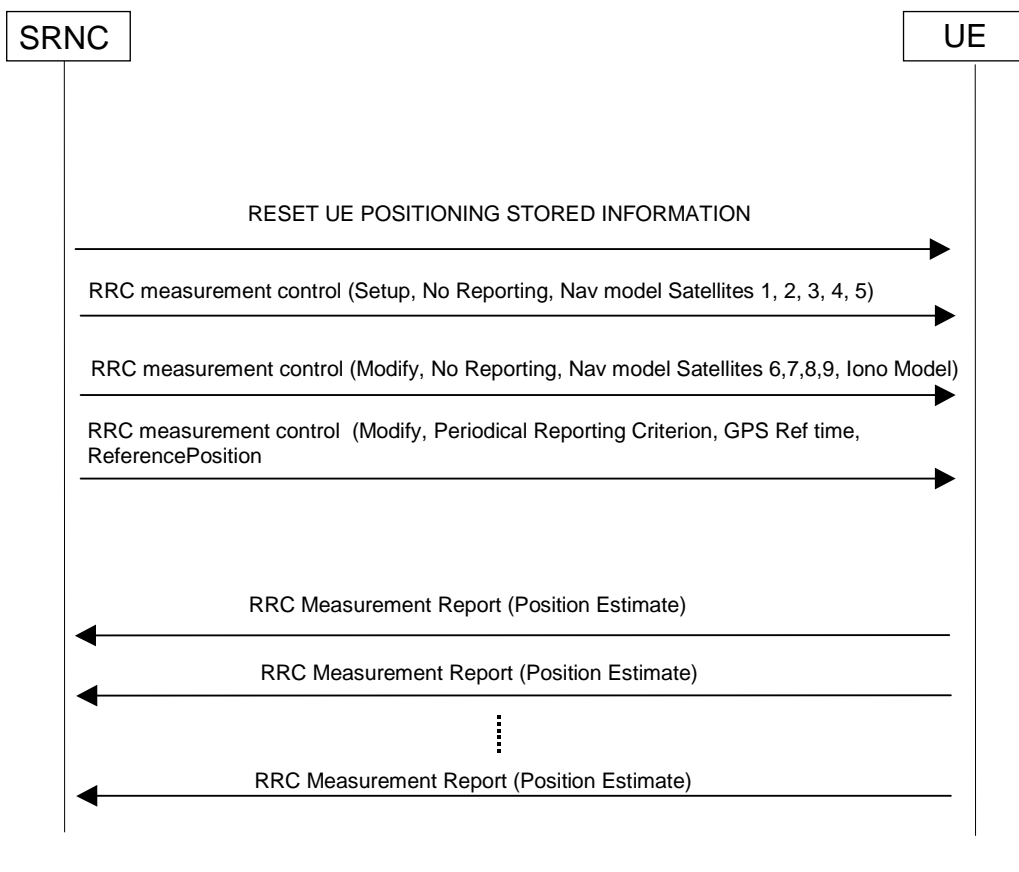 SRNC
UE
RESET UE POSITIONING STORED INFORMATION
RRC measurement control (Setup, No Reporting, Nav model Satellites 1, 2, 3, 4, 5)
RRC measurement control (Modify, No Reporting, Nav model Satellites 6,7,8,9, Iono Model)
RRC measurement control  (Modify, Periodical Reporting Criterion, GPS Ref time,
ReferencePosition
RRC Measurement Report (Position Estimate)
RRC Measurement Report (Position Estimate)
RRC Measurement Report (Position Estimate)